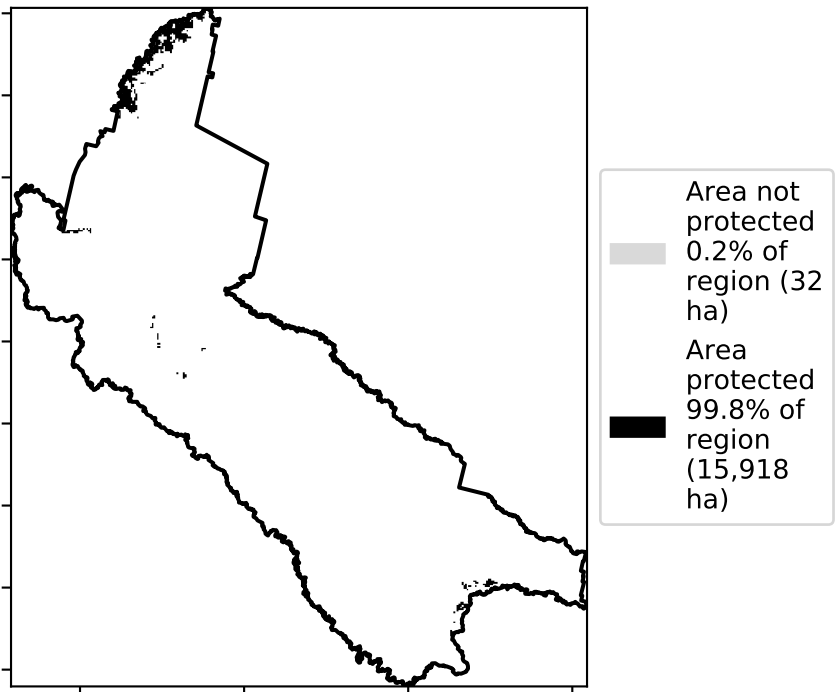 Area not
protected
0.2% of
region (32
ha)
Area
protected
99.8% of
region
(15,918
ha)